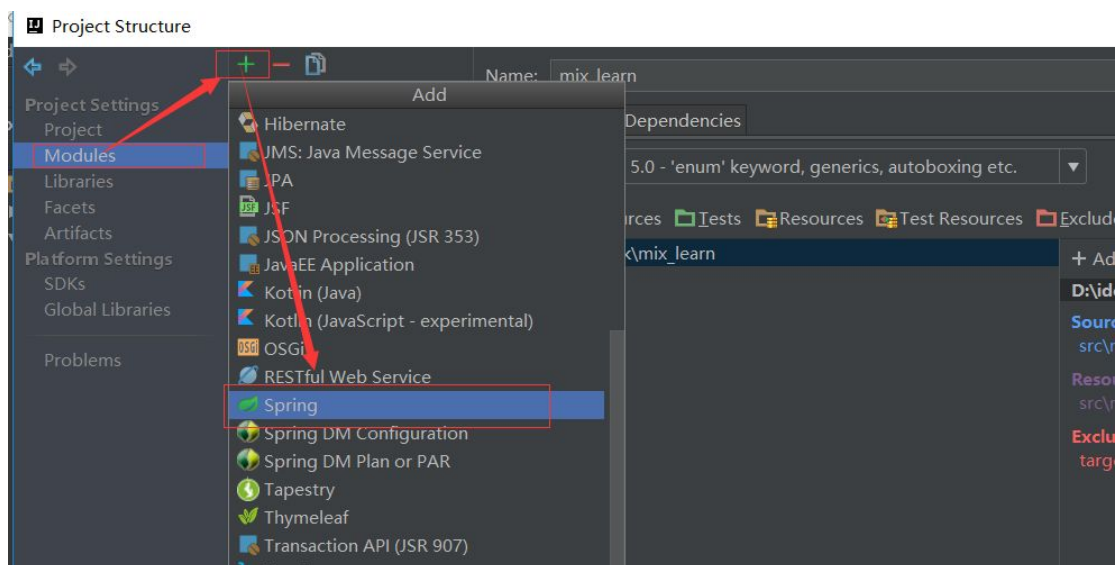 Project Structure
Project Settings
Project
Modules
Libraries
Facets
Artifacts
Platform Settings
SDKs
Global Libraries
Problems
Add
Hibernate
JMS: Java Message Service
JPA
JSF
JSON Processing (JSR 353)
JavaEE Application
Kotlin (Java)
Kotlin (JavaScript - experimental)
OSGi
RESTful Web Service
Spring
Spring DM Configuration
Spring DM Plan or PAR
Tapestry
Thymeleaf
Transaction API (JSR 907)
Name: mix_learn
Dependencies
5.0 - 'enum' keyword, generics, autoboxing etc.
Tests Resources Test Resources
\mix_learn